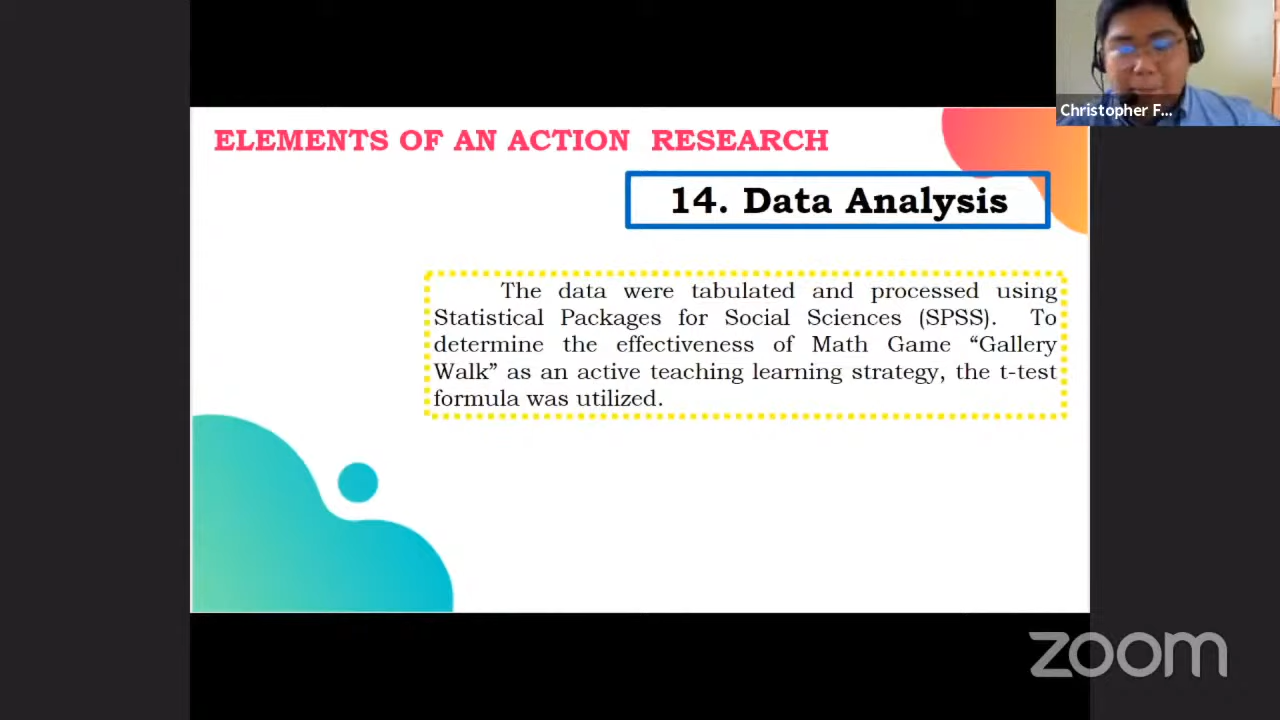 Christopher F...
ELEMENTS OF AN ACTION RESEARCH
14. Data Analysis
The data were tabulated and processed using
Statistical Packages for Social Sciences (SPSS). To
determine the effectiveness of Math Game “Gallery
Walk” as an active teaching learning strategy, the t-test
formula was utilized.
zoom